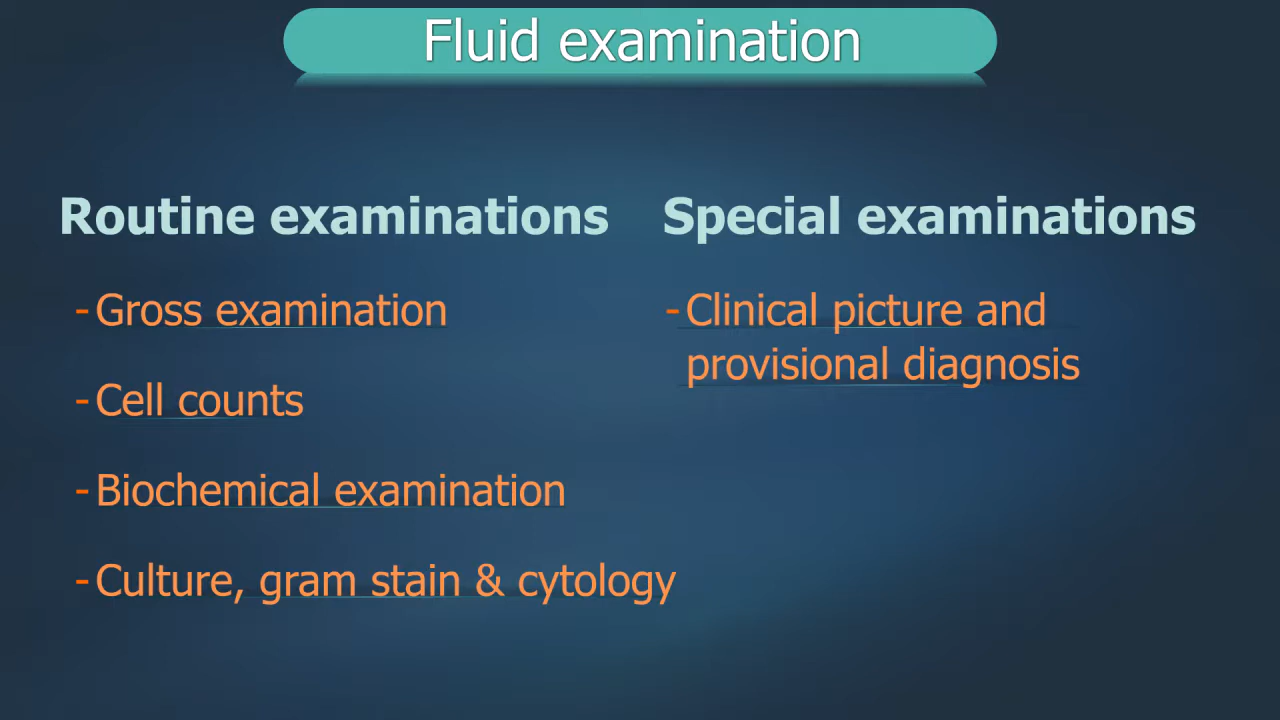 Fluid examination
Routine examinations
- Gross examination
- Cell counts
- Biochemical examination
- Culture, gram stain & cytology
Special examinations
- Clinical picture and
provisional diagnosis